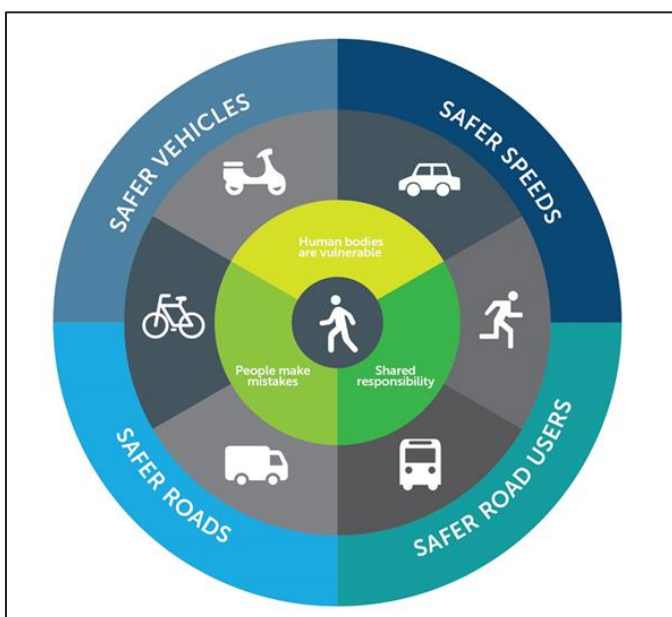 SAFER VEHICLES
SAFER SPEEDS
Human bodies
are vulnerable
People make
mistakes
Shared
responsibility
SAFER ROADS
SAFER ROAD USERS